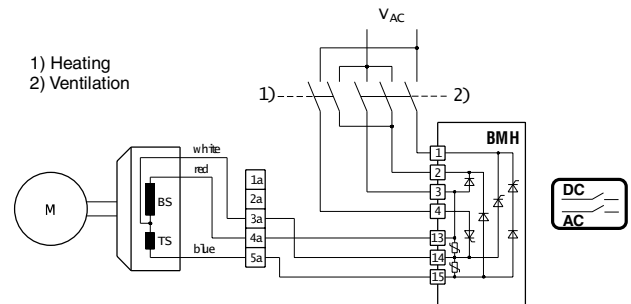 VAC
1) Heating
2) Ventilation
1)
2)
BMH
white
red
blue
M
BS
TS
1a
2a
3a
4a
5a
1
2
3
4
13
14
15
DC
AC